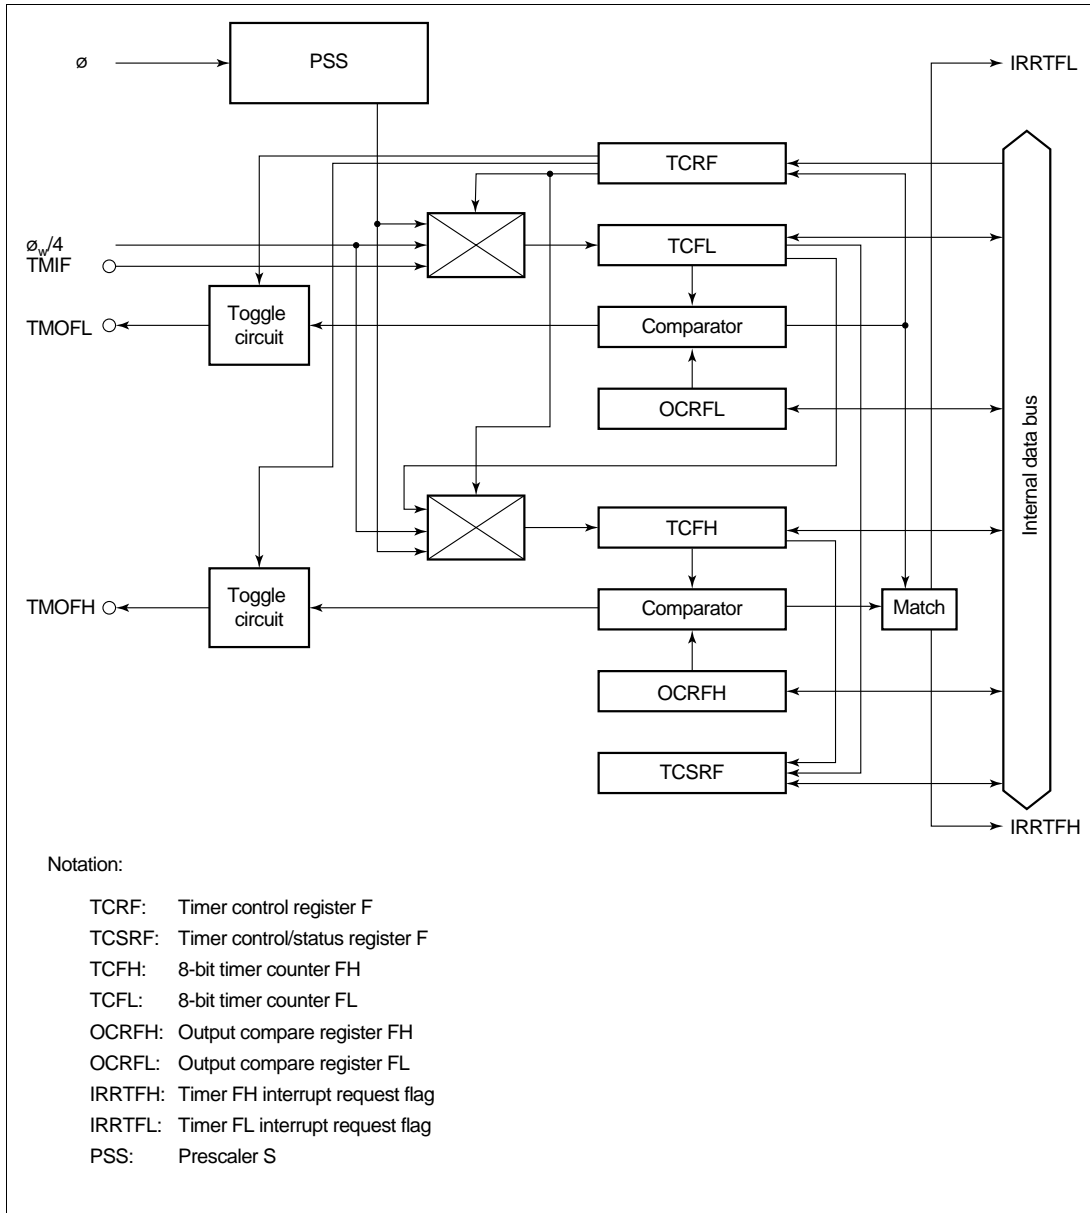 ø
PSS
IRRTFL
TCRF
øw/4
TMIF
TCFL
TMOFL
Toggle
circuit
Comparator
OCRFL
Internal data bus
TCFH
TMOFH
Toggle
circuit
Comparator
Match
OCRFH
TCSRF
IRRTFH
Notation:
TCRF: Timer control register F
TCSRF: Timer control/status register F
TCFH: 8-bit timer counter FH
TCFL: 8-bit timer counter FL
OCRFH: Output compare register FH
OCRFL: Output compare register FL
IRRTFH: Timer FH interrupt request flag
IRRTFL: Timer FL interrupt request flag
PSS: Prescaler S